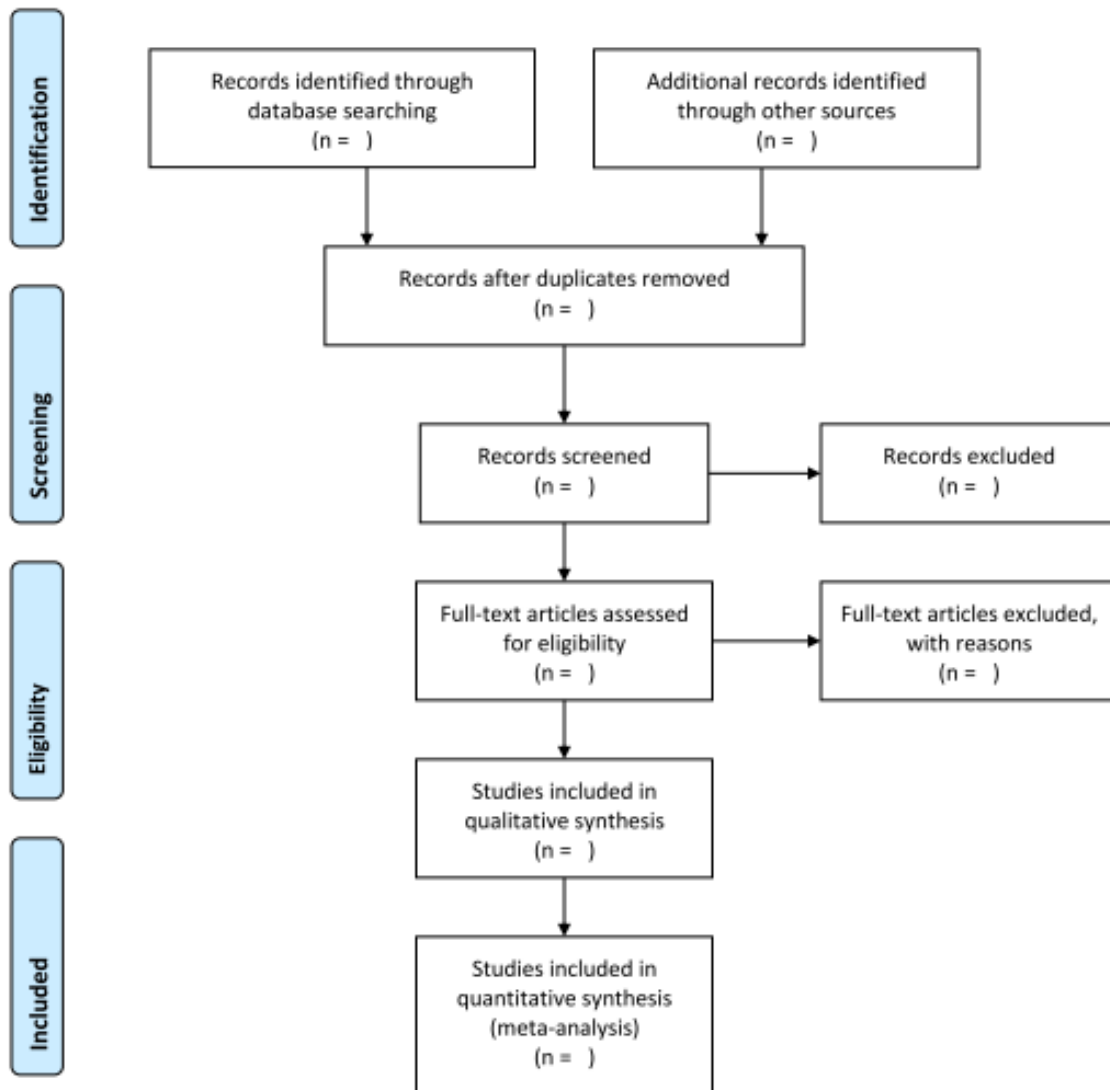 Identification
Records identified through
database searching
(n =   )
Additional records identified
through other sources
(n =   )
Records after duplicates removed
(n =   )
Screening
Records screened
(n =   )
Records excluded
(n =   )
Eligibility
Full-text articles assessed
for eligibility
(n =   )
Full-text articles excluded,
with reasons
(n =   )
Studies included in
qualitative synthesis
(n =   )
Included
Studies included in
quantitative synthesis
(meta-analysis)
(n =   )